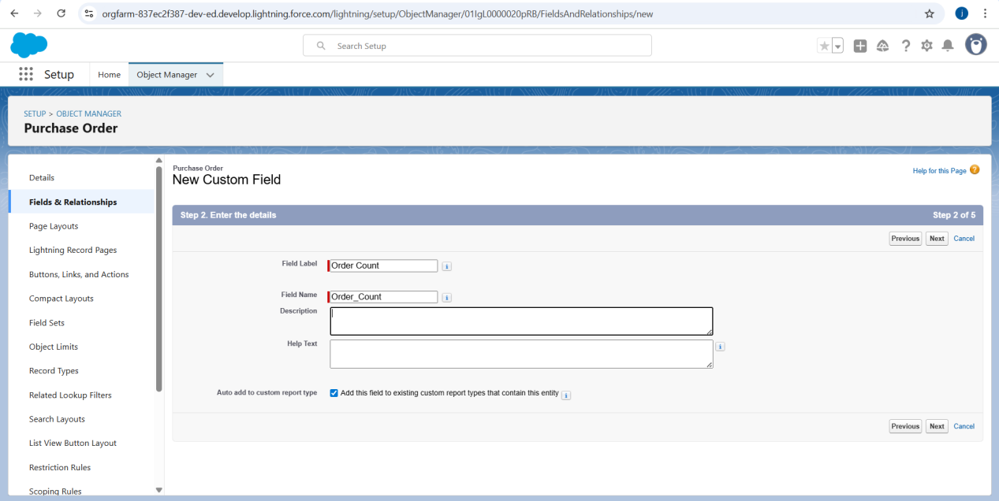 orgfarm-837ec2f387-dev-ed.develop.lightning.force.com/lightning/setup/ObjectManager/01IgL0000020pRB/FieldsAndRelationships/new
j
Search Setup
Setup
Home
Object Manager
SETUP > OBJECT MANAGER
Purchase Order
Details
Fields & Relationships
Page Layouts
Lightning Record Pages
Buttons, Links, and Actions
Compact Layouts
Field Sets
Object Limits
Record Types
Related Lookup Filters
Search Layouts
List View Button Layout
Restriction Rules
Scoping Rules
Purchase Order
New Custom Field
Help for this Page ?
Step 2. Enter the details
Step 2 of 5
Previous Next Cancel
Field Label Order Count i
Field Name Order_Count i
Description
Help Text i
Auto add to custom report type Add this field to existing custom report types that contain this entity i
Previous Next Cancel